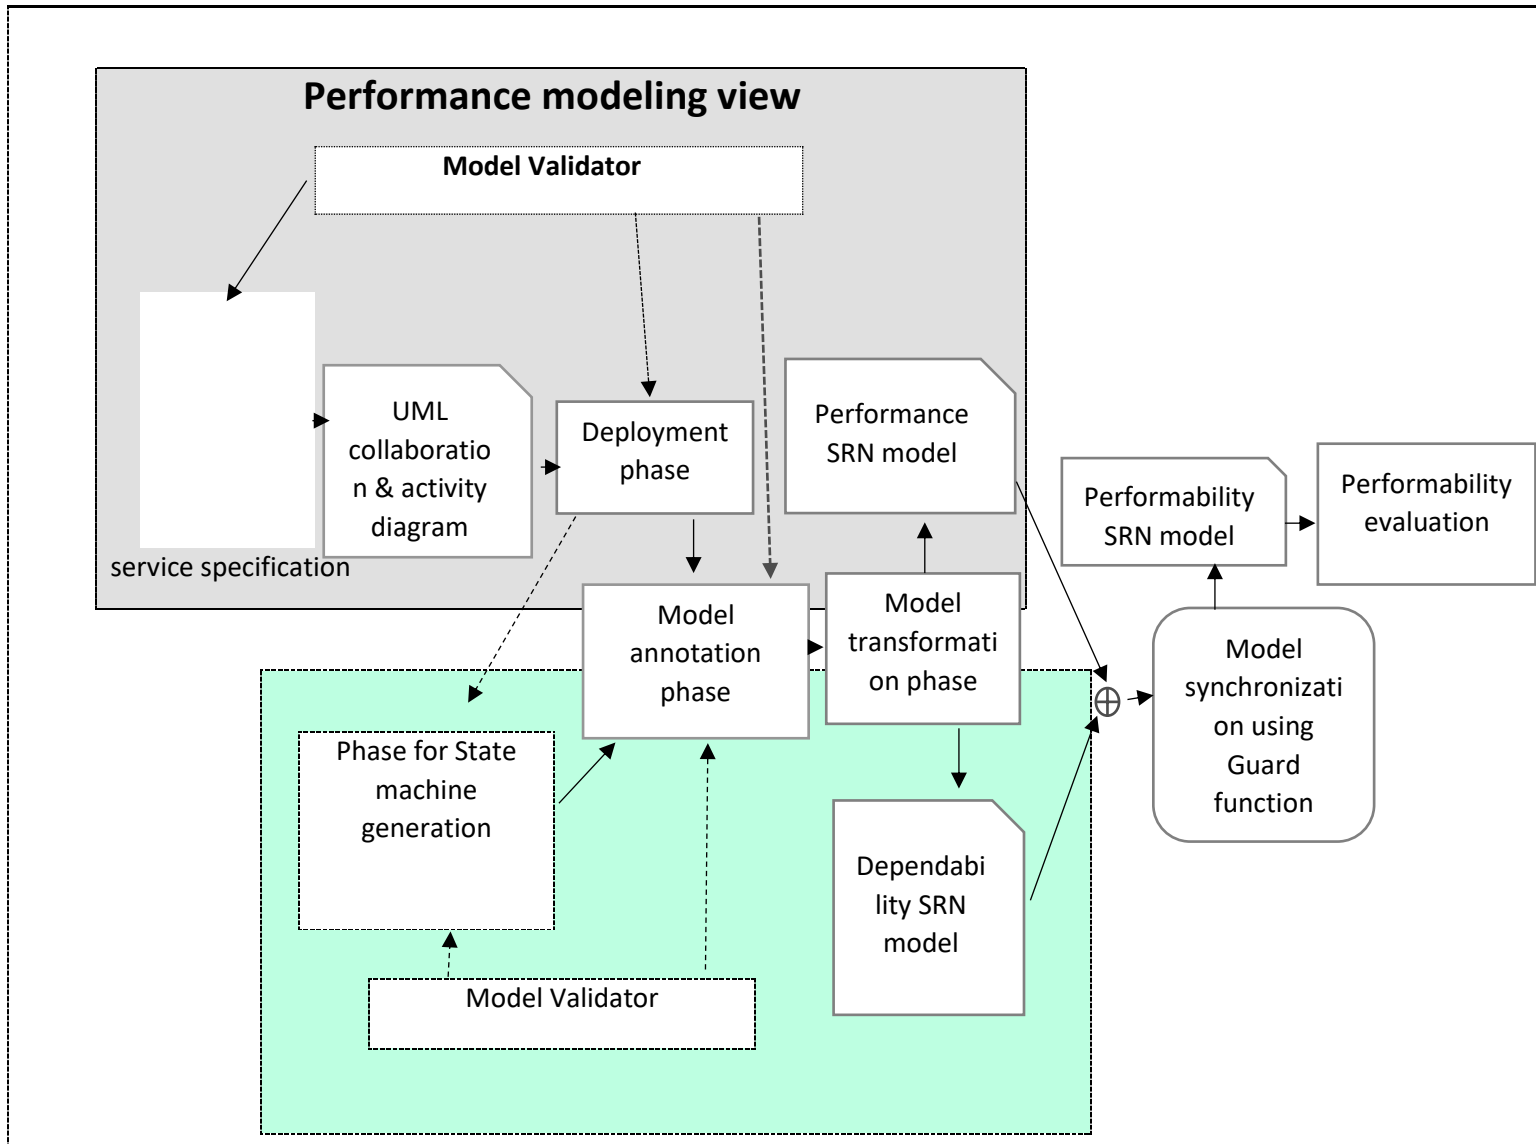 Performance modeling view
Model Validator
UML
collaboratio
n & activity
diagram
service specification
Deployment
phase
Performance
SRN model
Model
annotation
phase
Model
transformati
on phase
Performability
SRN model
Performability
evaluation
Model
synchronizati
on using
Guard
function
Phase for State
machine
generation
Dependabi
lity SRN
model
Model Validator